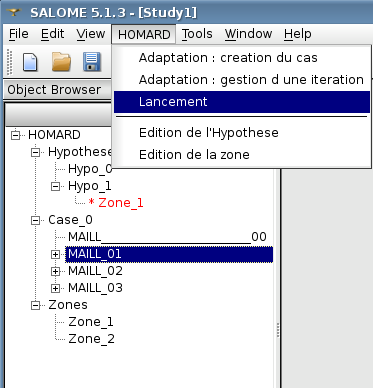 SALOME 5.1.3 - [Study1]
File Edit View HOMARD Tools Window Help
Adaptation : creation du cas
Adaptation : gestion d une iteration
Lancement
Edition de l'Hypothese
Edition de la zone
Object Browser
HOMARD
Hypothese
Hypo_0
Hypo_1
* Zone_1
Case_0
MAILL__________________________00
MAILL_01
MAILL_02
MAILL_03
Zones
Zone_1
Zone_2